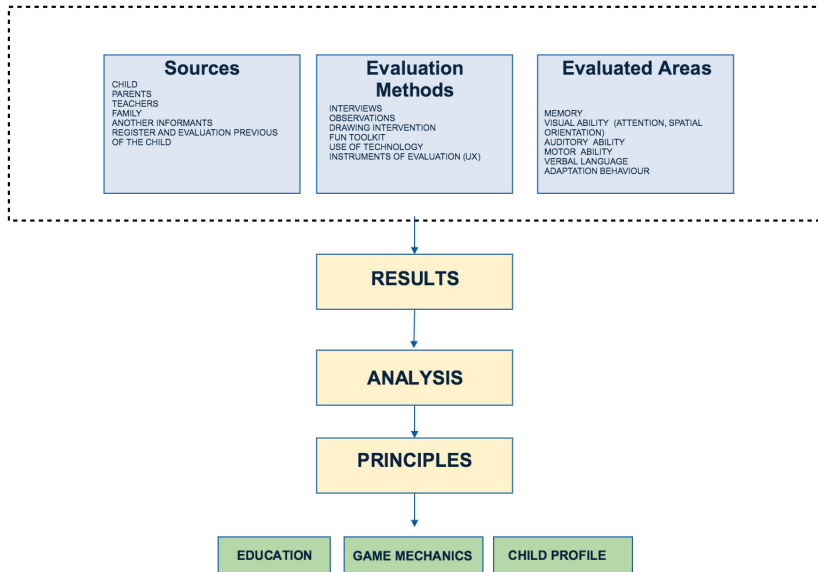 Sources
CHILD
PARENTS
TEACHERS
FAMILY
ANOTHER INFORMANTS
REGISTER AND EVALUATION PREVIOUS
OF THE CHILD
Evaluation
Methods
INTERVIEWS
OBSERVATIONS
DRAWING INTERVENTION
FUN TOOLKIT
USE OF TECHNOLOGY
INSTRUMENTS OF EVALUATION (UX)
Evaluated Areas
MEMORY
VISUAL ABILITY (ATTENTION, SPATIAL
ORIENTATION)
AUDITORY ABILITY
MOTOR ABILITY
VERBAL LANGUAGE
ADAPTATION BEHAVIOUR
RESULTS
ANALYSIS
PRINCIPLES
EDUCATION
GAME MECHANICS
CHILD PROFILE